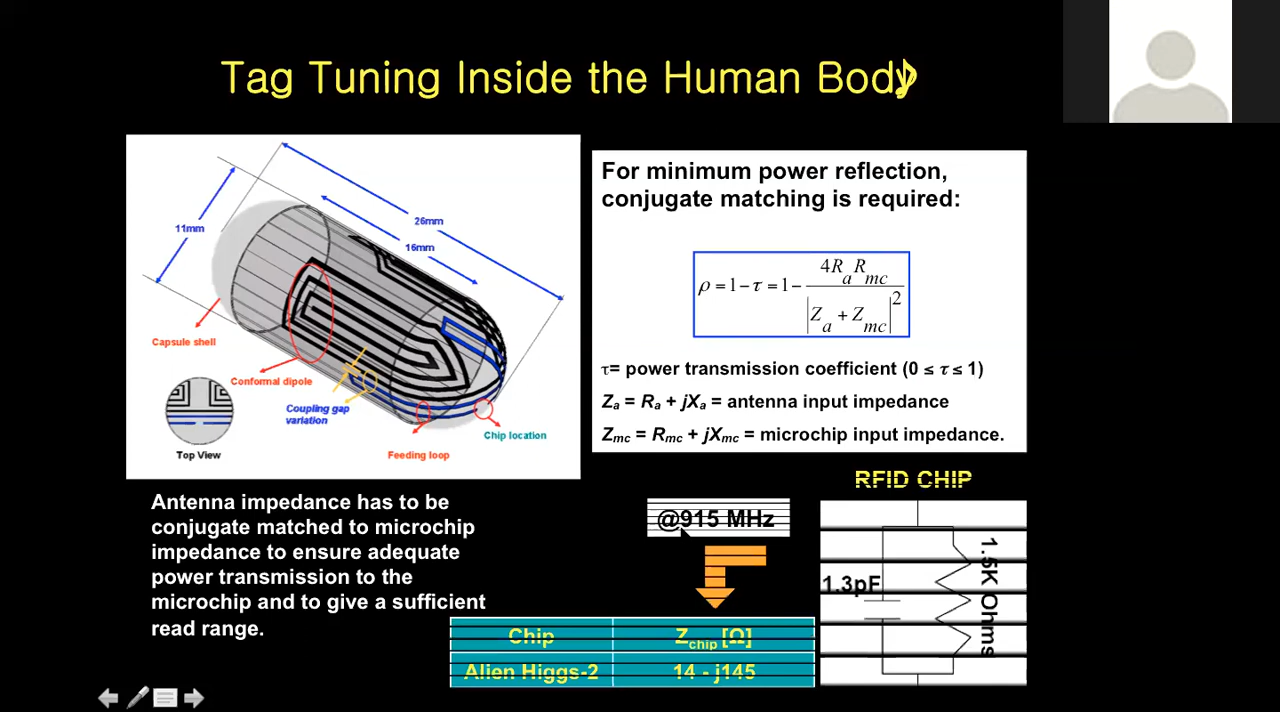 Tag Tuning Inside the Human Body
11mm
26mm
16mm
Capsule shell
Conformal dipole
Coupling gap
variation
Top View
Feeding loop
Chip location
For minimum power reflection,
conjugate matching is required:
ρ = 1 − τ = 1 − 4RaRmc / |Za + Zmc|²
τ= power transmission coefficient (0 ≤ τ ≤ 1)
Za = Ra + jXa = antenna input impedance
Zmc = Rmc + jXmc = microchip input impedance.
Antenna impedance has to be
conjugate matched to microchip
impedance to ensure adequate
power transmission to the
microchip and to give a sufficient
read range.
@915 MHz
RFID CHIP
1.3pF
1.5K Ohms
Chip Zchip [Ω]
Alien Higgs-2 14 - j145